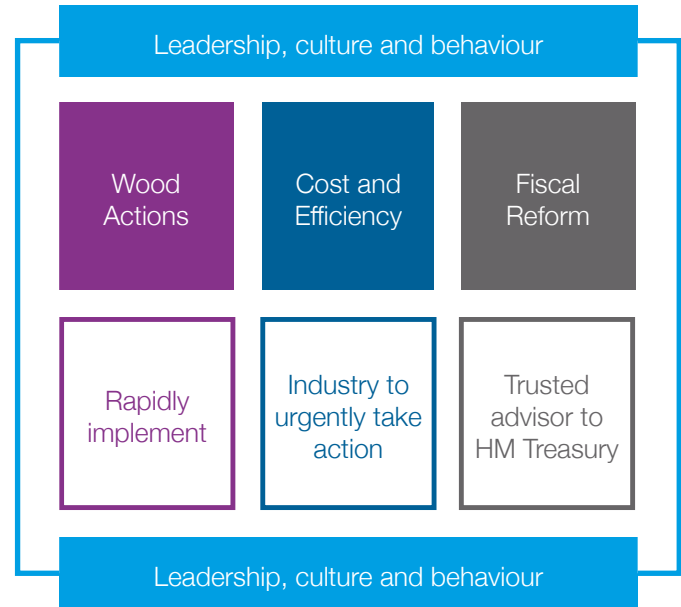 Leadership, culture and behaviour
Wood
Actions
Cost and
Efficiency
Fiscal
Reform
Rapidly
implement
Industry to
urgently take
action
Trusted
advisor to
HM Treasury
Leadership, culture and behaviour